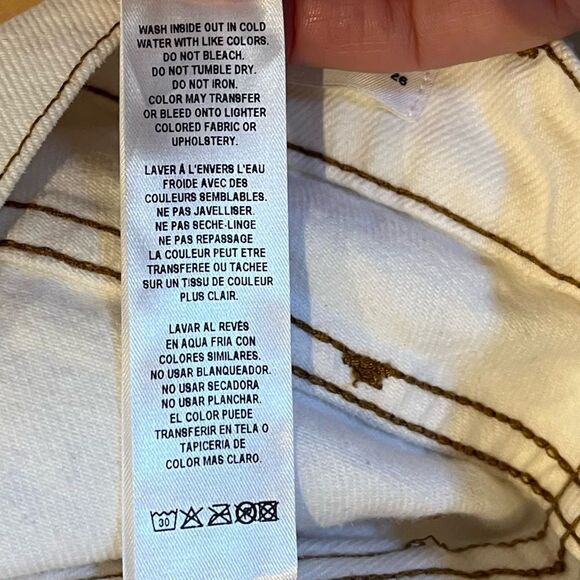 WASH INSIDE OUT IN COLD
WATER WITH LIKE COLORS.
DO NOT BLEACH.
DO NOT TUMBLE DRY.
DO NOT IRON.
COLOR MAY TRANSFER
OR BLEED ONTO LIGHTER
COLORED FABRIC OR
UPHOLSTERY.
26
LAVER Á L'ENVERS L'EAU
FROIDE AVEC DES
COULEURS SEMBLABLES.
NE PAS JAVELLISER.
NE PAS SECHE-LINGE
NE PAS REPASSAGE
LA COULEUR PEUT ETRE
TRANSFEREE OU TACHEE
SUR UN TISSU DE COULEUR
PLUS CLAIR.
LAVAR AL REVÉS
EN AQUA FRIA CON
COLORES SIMILARES.
NO USAR BLANQUEADOR.
NO USAR SECADORA
NO USAR PLANCHAR.
EL COLOR PUEDE
TRANSFERIR EN TELA O
TAPICERIA DE
COLOR MAS CLARO.
30